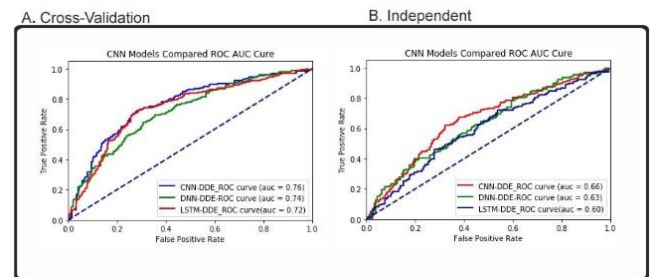 A. Cross-Validation
B. Independent
CNN Models Compared ROC AUC Cure
True Positive Rate
1.0
0.8
0.6
0.4
0.2
0.0
CNN-DDE_ROC curve (auc = 0.76)
DNN-DDE-ROC curve (auc = 0.74)
LSTM-DDE_ROC curve(auc = 0.72)
0.0 0.2 0.4 0.6 0.8 1.0
False Positive Rate
CNN Models Compared ROC AUC Cure
True Positive Rate
1.0
0.8
0.6
0.4
0.2
0.0
CNN-DDE_ROC curve (auc = 0.66)
DNN-DDE-ROC curve (auc = 0.63)
LSTM-DDE_ROC curve(auc = 0.60)
0.0 0.2 0.4 0.6 0.8 1.0
False Positive Rate